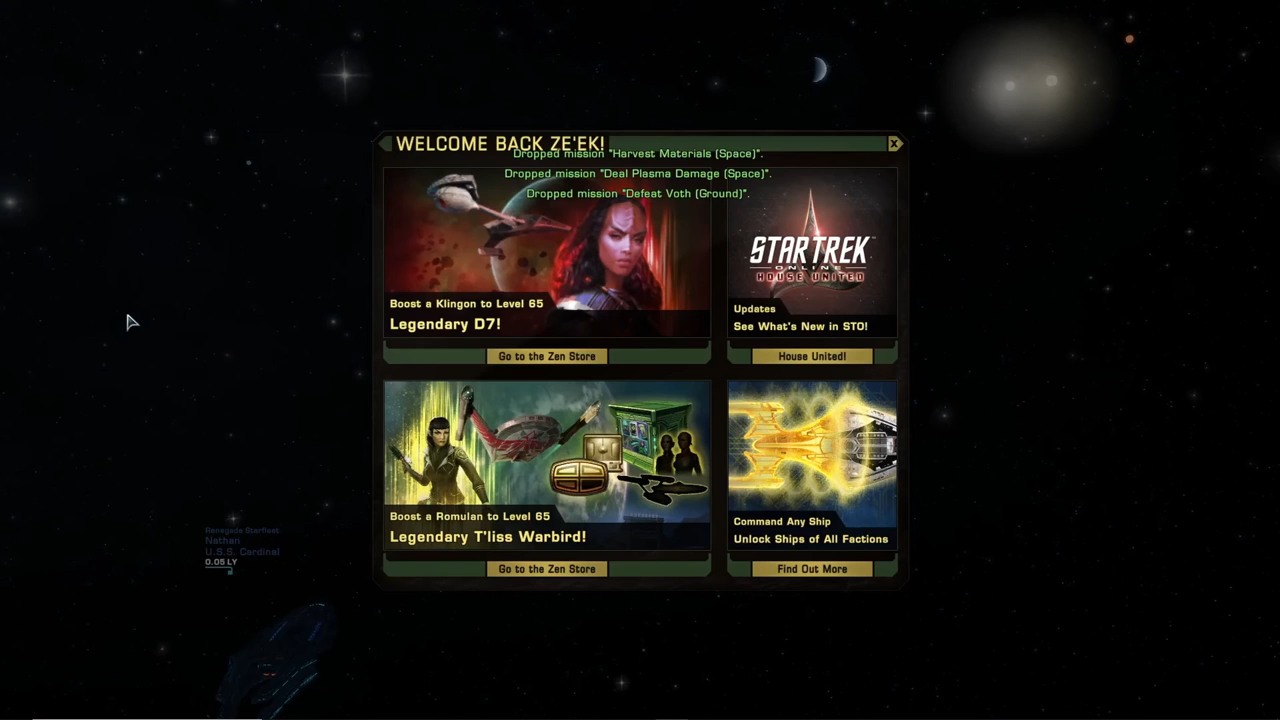 WELCOME BACK ZE'EK!
X
Dropped mission "Harvest Materials (Space)".
Dropped mission "Deal Plasma Damage (Space)".
Dropped mission "Defeat Voth (Ground)".
Boost a Klingon to Level 65
Legendary D7!
Go to the Zen Store
STAR TREK
ONLINE
HOUSE UNITED
Updates
See What's New in STO!
House United!
Boost a Romulan to Level 65
Legendary T'liss Warbird!
Go to the Zen Store
Command Any Ship
Unlock Ships of All Factions
Find Out More
Renegade Starfleet
Nathan
U.S.S. Cardinal
0.05 LY